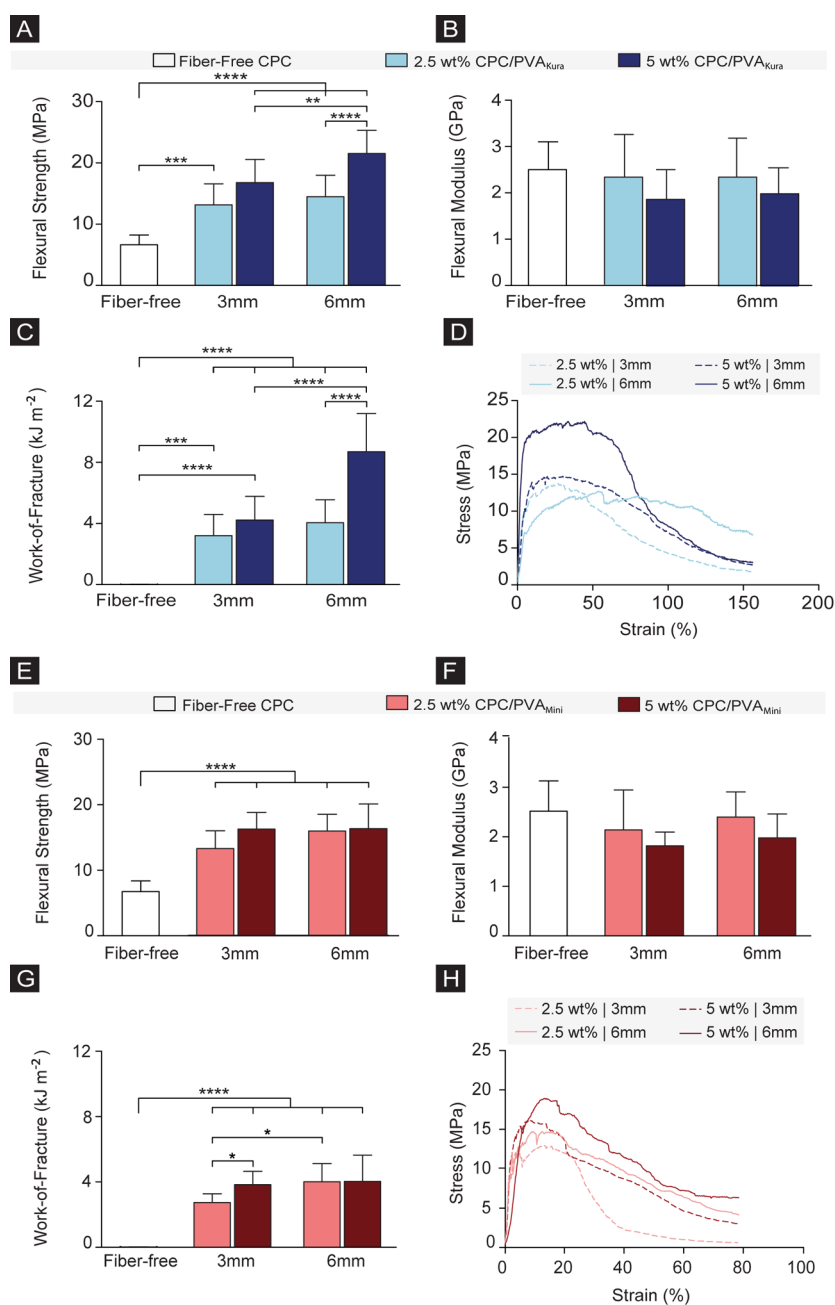 A
B
Fiber-Free CPC
2.5 wt% CPC/PVAKura
5 wt% CPC/PVAKura
****
**
****
***
Flexural Strength (MPa)
30
20
10
0
Fiber-free
3mm
6mm
Flexural Modulus (GPa)
4
3
2
1
0
Fiber-free
3mm
6mm
C
****
****
****
***
****
Work-of-Fracture (kJ m-2)
12
8
4
0
Fiber-free
3mm
6mm
D
2.5 wt% | 3mm
5 wt% | 3mm
2.5 wt% | 6mm
5 wt% | 6mm
Stress (MPa)
25
20
15
10
5
0
0
50
100
150
200
Strain (%)
E
F
Fiber-Free CPC
2.5 wt% CPC/PVAMini
5 wt% CPC/PVAMini
****
Flexural Strength (MPa)
30
20
10
0
Fiber-free
3mm
6mm
Flexural Modulus (GPa)
4
3
2
1
0
Fiber-free
3mm
6mm
G
****
*
*
Work-of-Fracture (kJ m-2)
12
8
4
0
Fiber-free
3mm
6mm
H
2.5 wt% | 3mm
5 wt% | 3mm
2.5 wt% | 6mm
5 wt% | 6mm
Stress (MPa)
25
20
15
10
5
0
0
20
40
60
80
100
Strain (%)